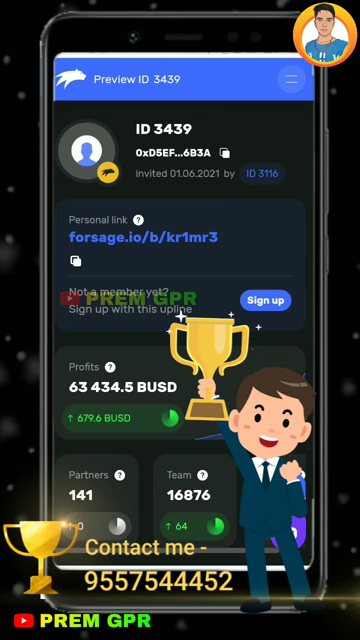 Preview ID 3439
ID 3439
0xD5EF...6B3A
invited 01.06.2021 by ID 3116
Personal link ?
forsage.io/b/kr1mr3
Not a member yet?
Sign up with this upline
Sign up
PREM GPR
Profits ?
63 434.5 BUSD
↑ 679.6 BUSD
Partners ?
141
↑ 0
Team ?
16876
↑ 64
Contact me -
9557544452
PREM GPR